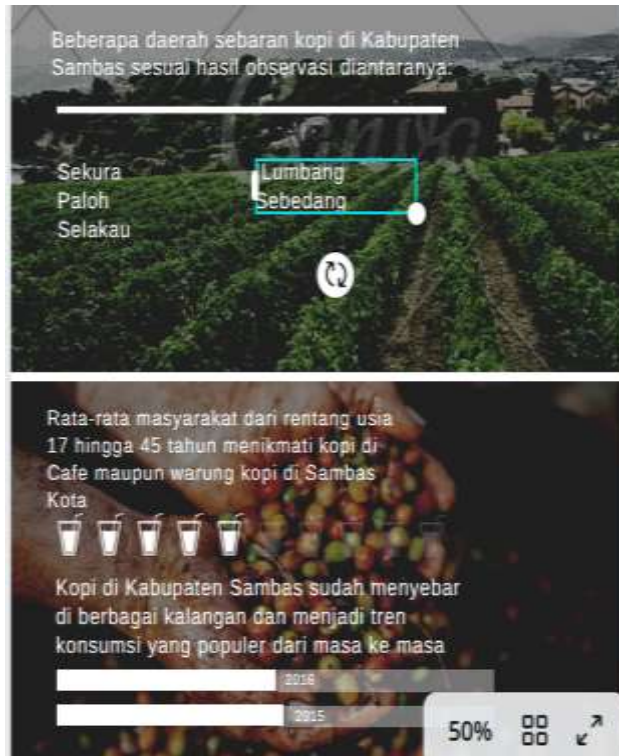 Beberapa daerah sebaran kopi di Kabupaten
Sambas sesuai hasil observasi diantaranya:
Canva
Sekura
Paloh
Selakau
Lumbang
Sebedang
Rata-rata masyarakat dari rentang usia
17 hingga 45 tahun menikmati kopi di
Cafe maupun warung kopi di Sambas
Kota
Kopi di Kabupaten Sambas sudah menyebar
di berbagai kalangan dan menjadi tren
konsumsi yang populer dari masa ke masa
2016
2015
50%